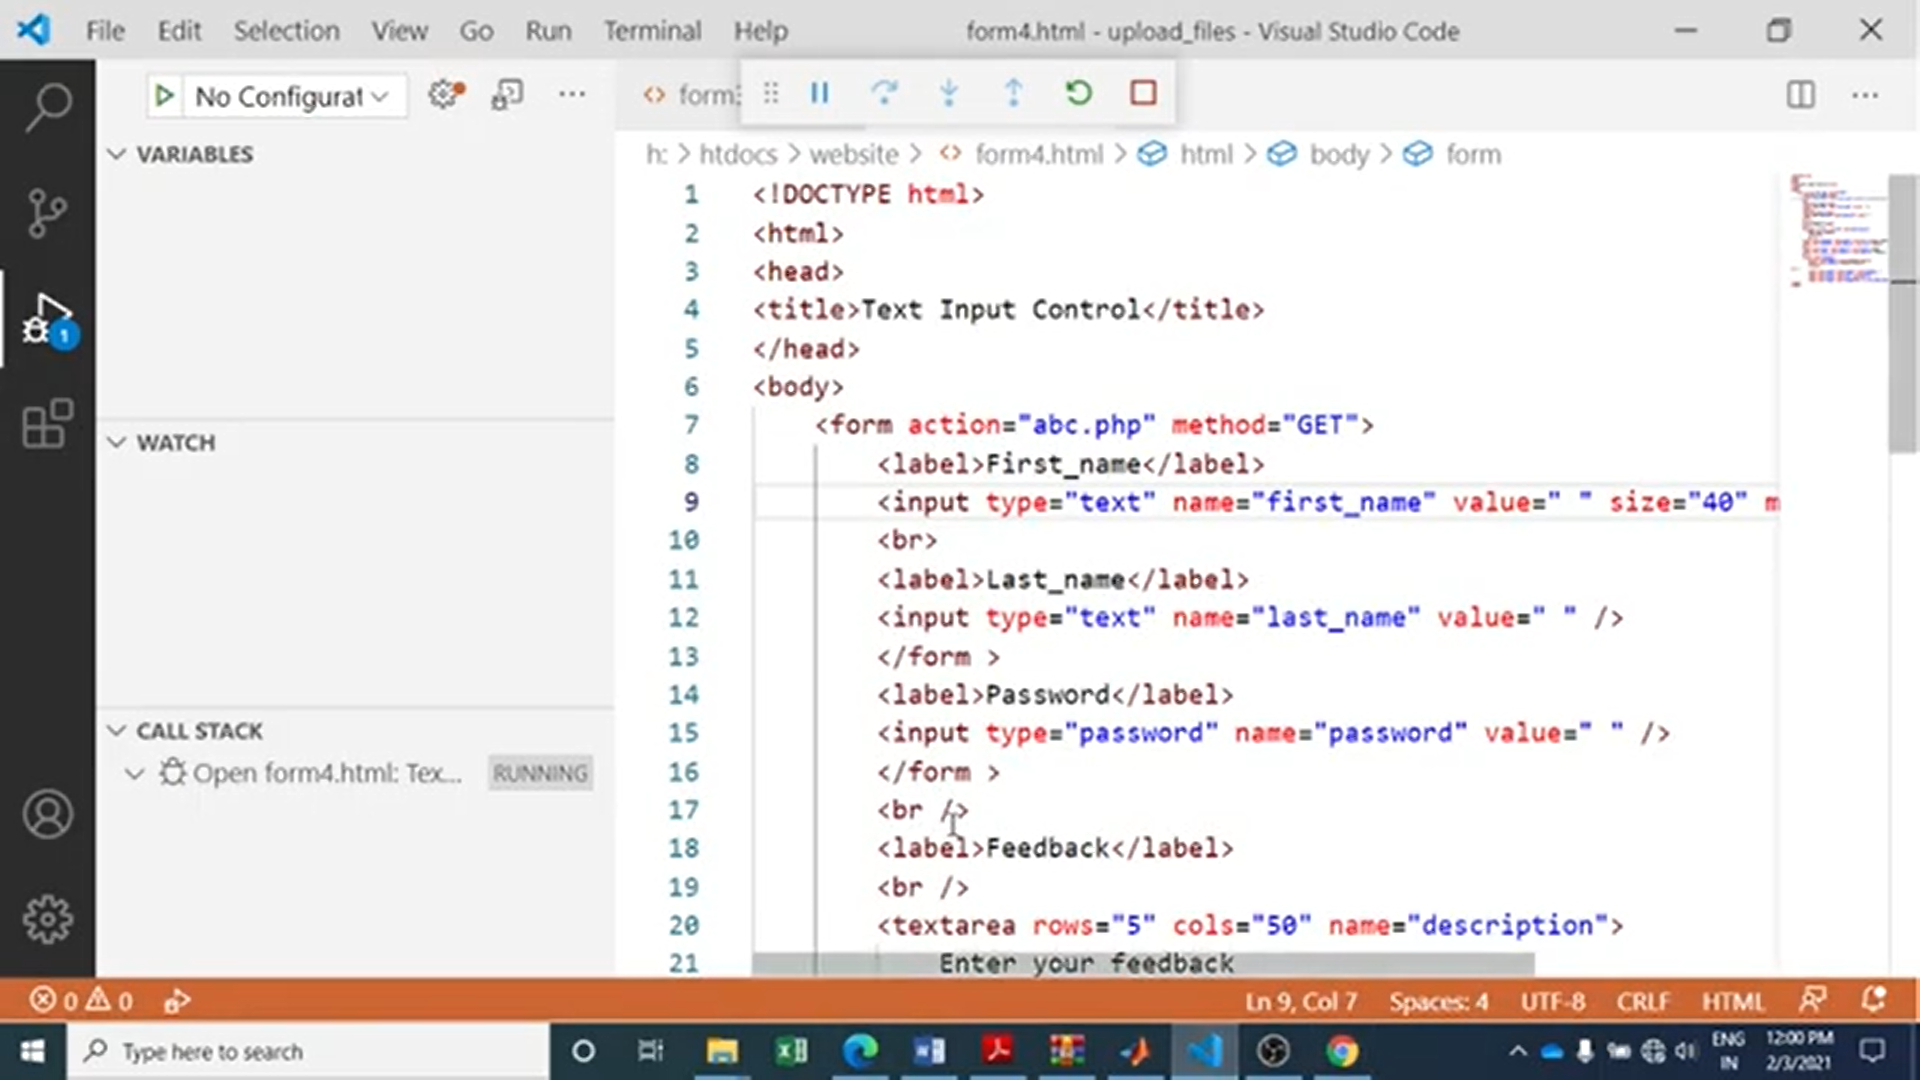 File Edit Selection View Go Run Terminal Help form4.html - upload_files - Visual Studio Code
No Configurat
form
VARIABLES
h: > htdocs > website > <> form4.html > html > body > form
1 <!DOCTYPE html>
2 <html>
3 <head>
4 <title>Text Input Control</title>
5 </head>
6 <body>
7 <form action="abc.php" method="GET">
8 <label>First_name</label>
9 <input type="text" name="first_name" value=" " size="40" m
10 <br>
11 <label>Last_name</label>
12 <input type="text" name="last_name" value=" " />
13 </form >
14 <label>Password</label>
15 <input type="password" name="password" value=" " />
16 </form >
17 <br />
18 <label>Feedback</label>
19 <br />
20 <textarea rows="5" cols="50" name="description">
21 Enter your feedback
WATCH
CALL STACK
Open form4.html: Tex... RUNNING
1
0 0
Ln 9, Col 7 Spaces: 4 UTF-8 CRLF HTML
Type here to search
ENG
IN
12:00 PM
2/3/2021